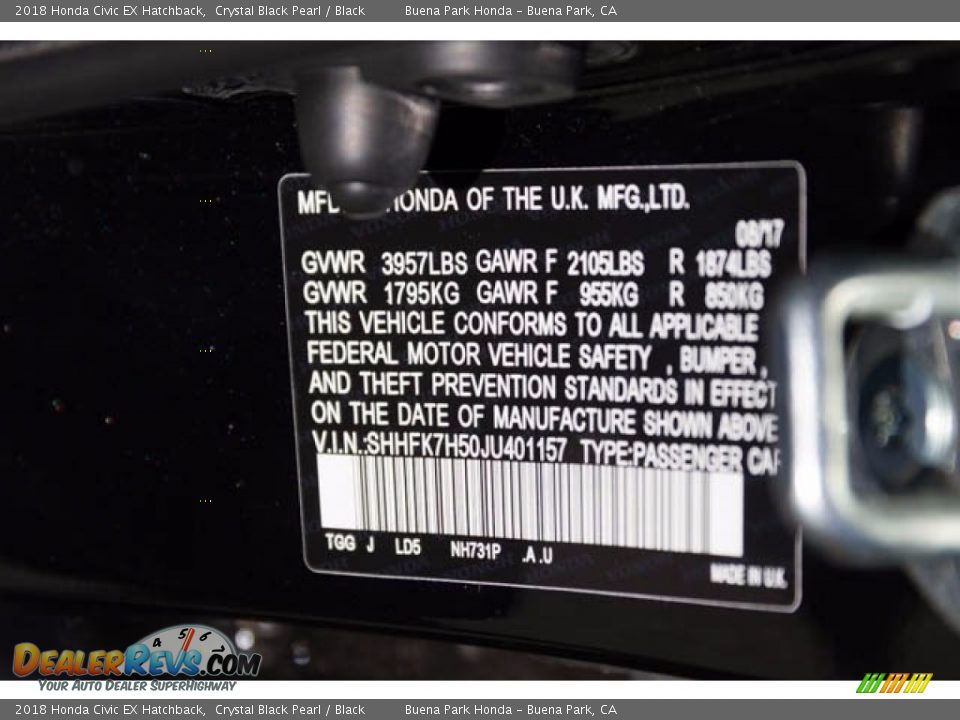 2018 Honda Civic EX Hatchback, Crystal Black Pearl / Black Buena Park Honda - Buena Park, CA
MFD HONDA OF THE U.K. MFG.,LTD.
08/17
GVWR 3957LBS GAWR F 2105LBS R 1874LBS
GVWR 1795KG GAWR F 955KG R 850KG
THIS VEHICLE CONFORMS TO ALL APPLICABLE
FEDERAL MOTOR VEHICLE SAFETY , BUMPER ,
AND THEFT PREVENTION STANDARDS IN EFFECT
ON THE DATE OF MANUFACTURE SHOWN ABOVE
V.I.N.:SHHFK7H50JU401157 TYPE:PASSENGER CAR
TGG J LD5 NH731P .A .U
MADE IN U.K.
DEALERREVS.COM
YOUR AUTO DEALER SUPERHIGHWAY
2018 Honda Civic EX Hatchback, Crystal Black Pearl / Black Buena Park Honda - Buena Park, CA